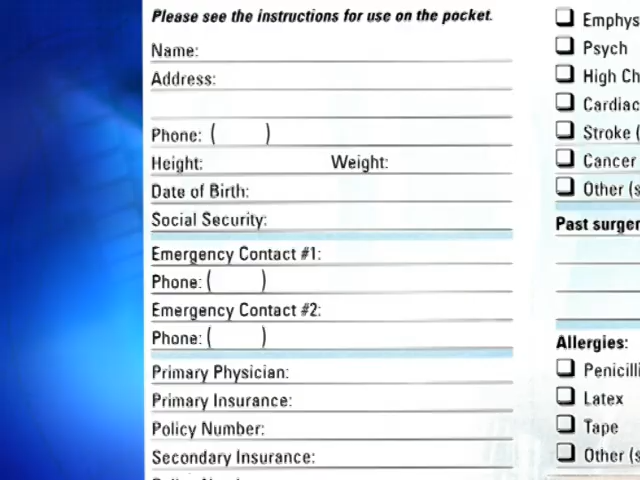 Please see the instructions for use on the pocket.
Name:
Address:
Phone: (      )
Height:                    Weight:
Date of Birth:
Social Security:
Emergency Contact #1:
Phone: (      )
Emergency Contact #2:
Phone: (      )
Primary Physician:
Primary Insurance:
Policy Number:
Secondary Insurance:
Psych
High Ch
Cardiac
Stroke (
Cancer
Other (s
Past surger
Allergies:
Penicilli
Latex
Tape
Other (s